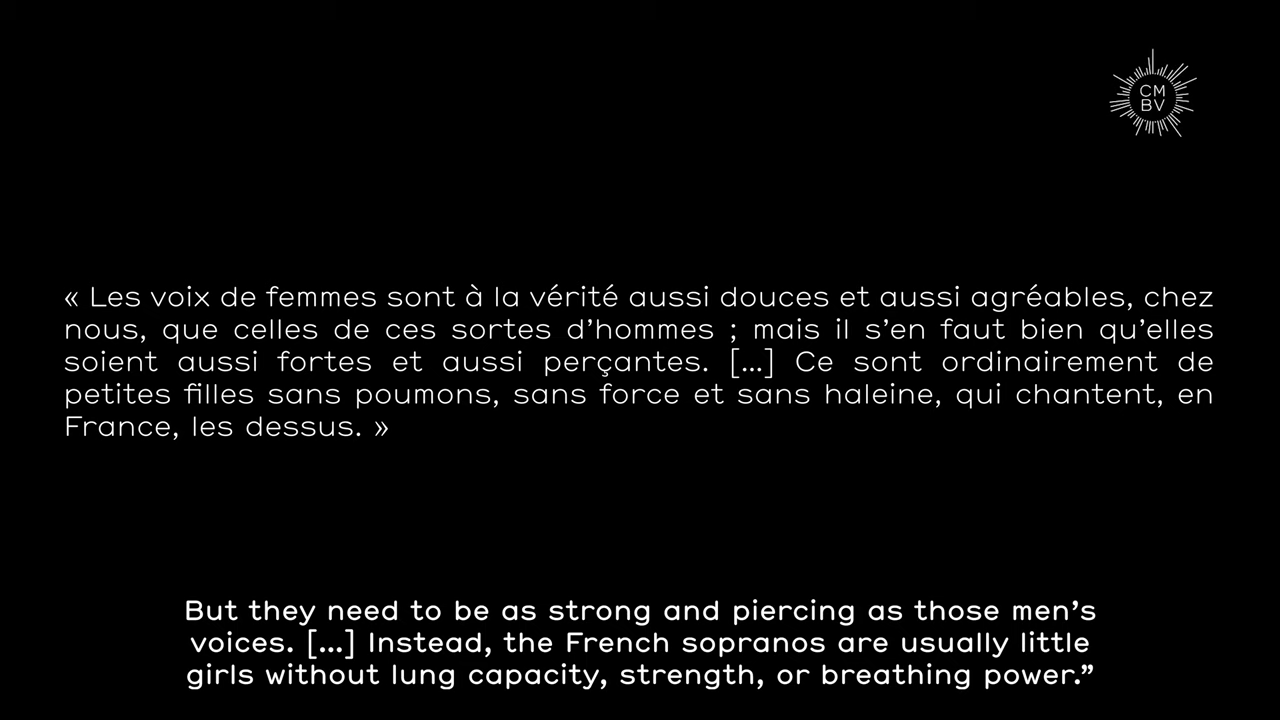 CM
BV
« Les voix de femmes sont à la vérité aussi douces et aussi agréables, chez
nous, que celles de ces sortes d’hommes ; mais il s’en faut bien qu’elles
soient aussi fortes et aussi perçantes. [...] Ce sont ordinairement de
petites filles sans poumons, sans force et sans haleine, qui chantent, en
France, les dessus. »
But they need to be as strong and piercing as those men’s
voices. [...] Instead, the French sopranos are usually little
girls without lung capacity, strength, or breathing power.”